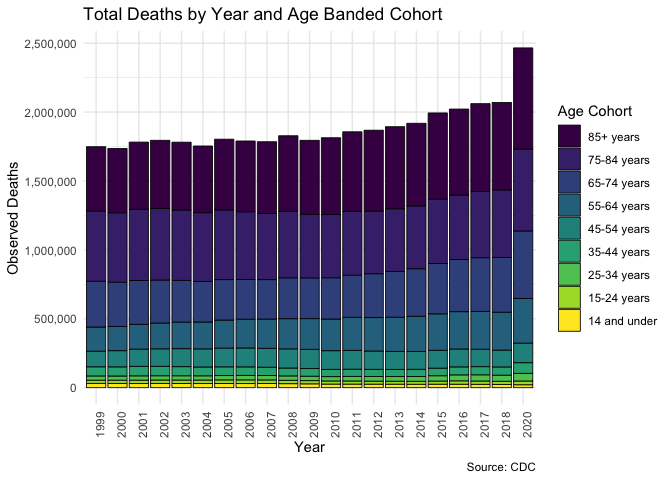 Total Deaths by Year and Age Banded Cohort
Observed Deaths
2,500,000
2,000,000
1,500,000
1,000,000
500,000
0
1999
2000
2001
2002
2003
2004
2005
2006
2007
2008
2009
2010
2011
2012
2013
2014
2015
2016
2017
2018
2020
Year
Age Cohort
85+ years
75-84 years
65-74 years
55-64 years
45-54 years
35-44 years
25-34 years
15-24 years
14 and under
Source: CDC